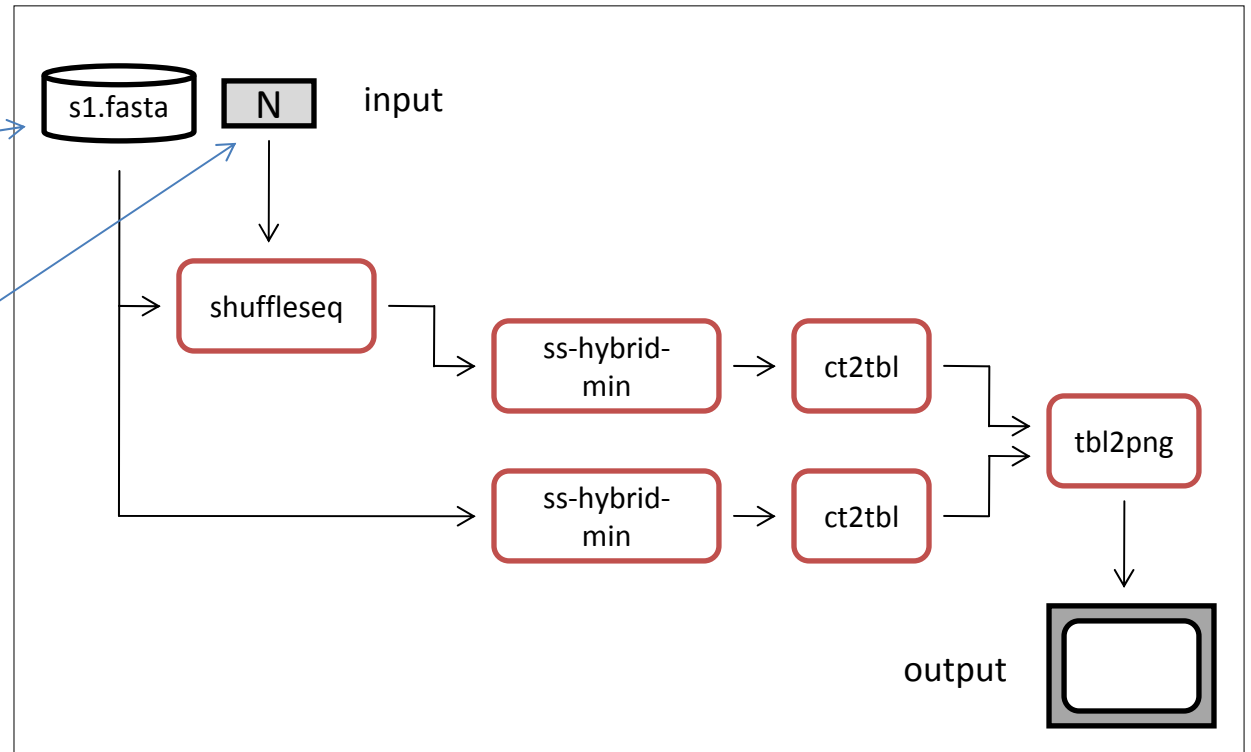 s1.fasta
N
input
shuffleseq
ss-hybrid-
min
ct2tbl
tbl2png
ss-hybrid-
min
ct2tbl
output